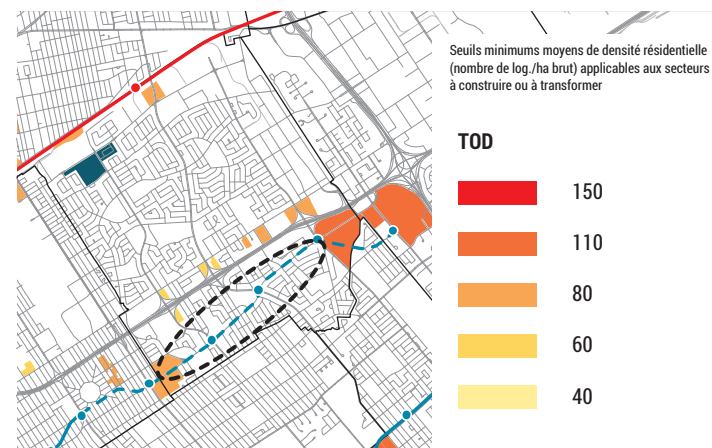 Seuils minimums moyens de densité résidentielle
(nombre de log./ha brut) applicables aux secteurs
à construire ou à transformer
TOD
150
110
80
60
40